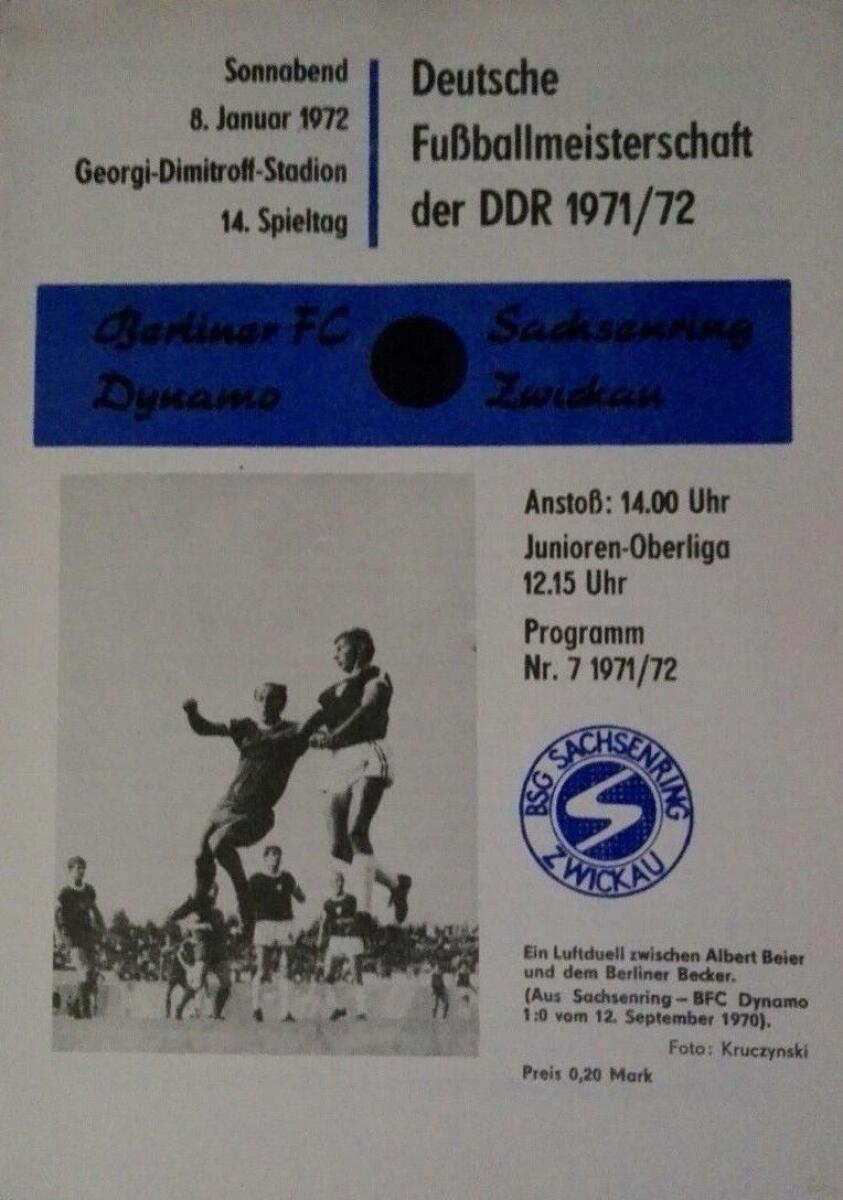 Sonnabend
8. Januar 1972
Georgi-Dimitroff-Stadion
14. Spieltag
Deutsche
Fußballmeisterschaft
der DDR 1971/72
Berliner FC
Dynamo
Sachsenring
Zwickau
Anstoß: 14.00 Uhr
Junioren-Oberliga
12.15 Uhr
Programm
Nr. 7 1971/72
BSG SACHSENRING
ZWICKAU
Ein Luftduell zwischen Albert Beier
und dem Berliner Becker.
(Aus Sachsenring – BFC Dynamo
1:0 vom 12. September 1970).
Foto: Kruczynski
Preis 0,20 Mark